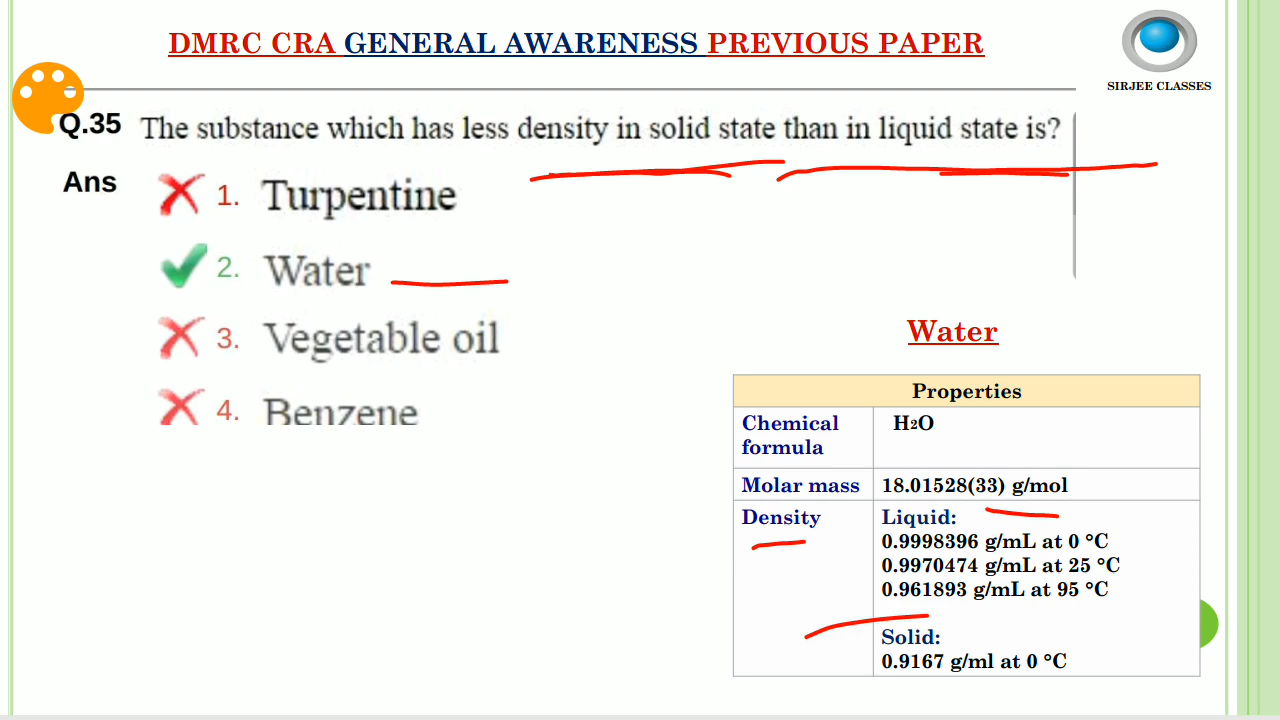 DMRC CRA GENERAL AWARENESS PREVIOUS PAPER
SIRJEE CLASSES
Q.35 The substance which has less density in solid state than in liquid state is?
Ans
1. Turpentine
2. Water
3. Vegetable oil
4. Benzene
Water
Properties
Chemical formula H2O
Molar mass 18.01528(33) g/mol
Density Liquid:
0.9998396 g/mL at 0 °C
0.9970474 g/mL at 25 °C
0.961893 g/mL at 95 °C
Solid:
0.9167 g/ml at 0 °C